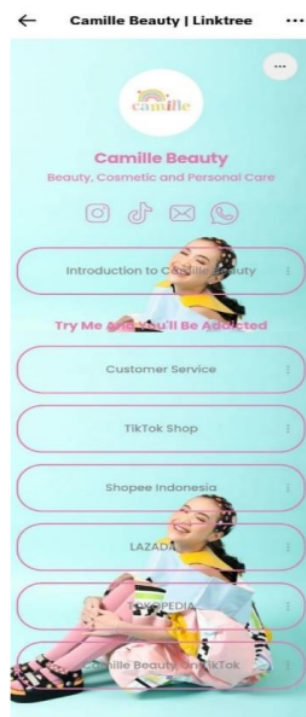 Camille Beauty | Linktree
camille
Camille Beauty
Beauty, Cosmetic and Personal Care
Introduction to Camille Beauty
Try Me And You'll Be Addicted
Customer Service
TikTok Shop
Shopee Indonesia
LAZADA
TOKOPEDIA
Camille Beauty On TikTok